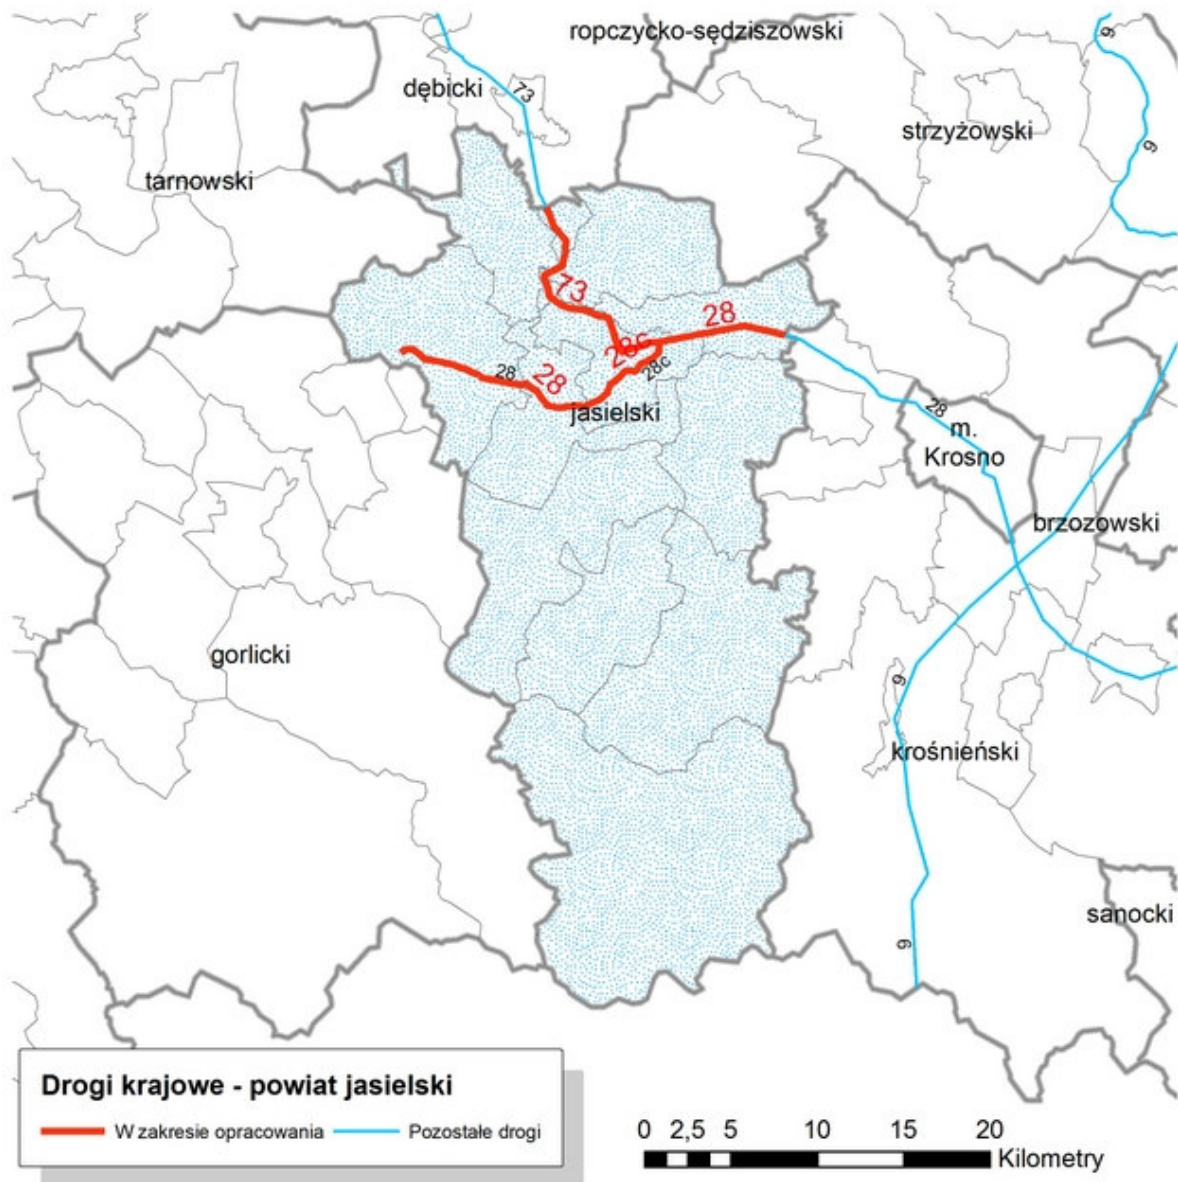 ropczycko-sędziszowski
9
dębicki
73
strzyżowski
9
tarnowski
73
28
28c
28
28
28c
jasielski
28
m.
Krosno
brzozowski
gorlicki
9
krośnieński
sanocki
9
Drogi krajowe - powiat jasielski
W zakresie opracowania
Pozostałe drogi
0 2,5 5 10 15 20
Kilometry